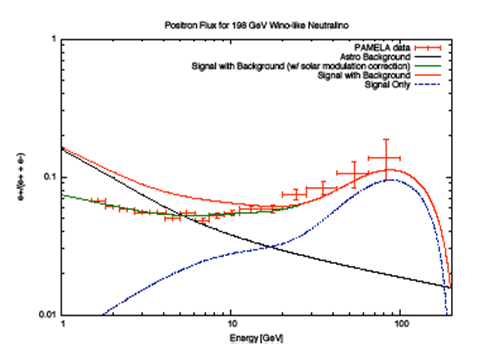 Positron Flux for 198 GeV Wino-like Neutralino
PAMELA data
Astro Background
Signal with Background (w/ solar modulation correction)
Signal with Background
Signal Only
1
0.1
0.01
e+/(e+ + e-)
1
10
100
Energy [GeV]